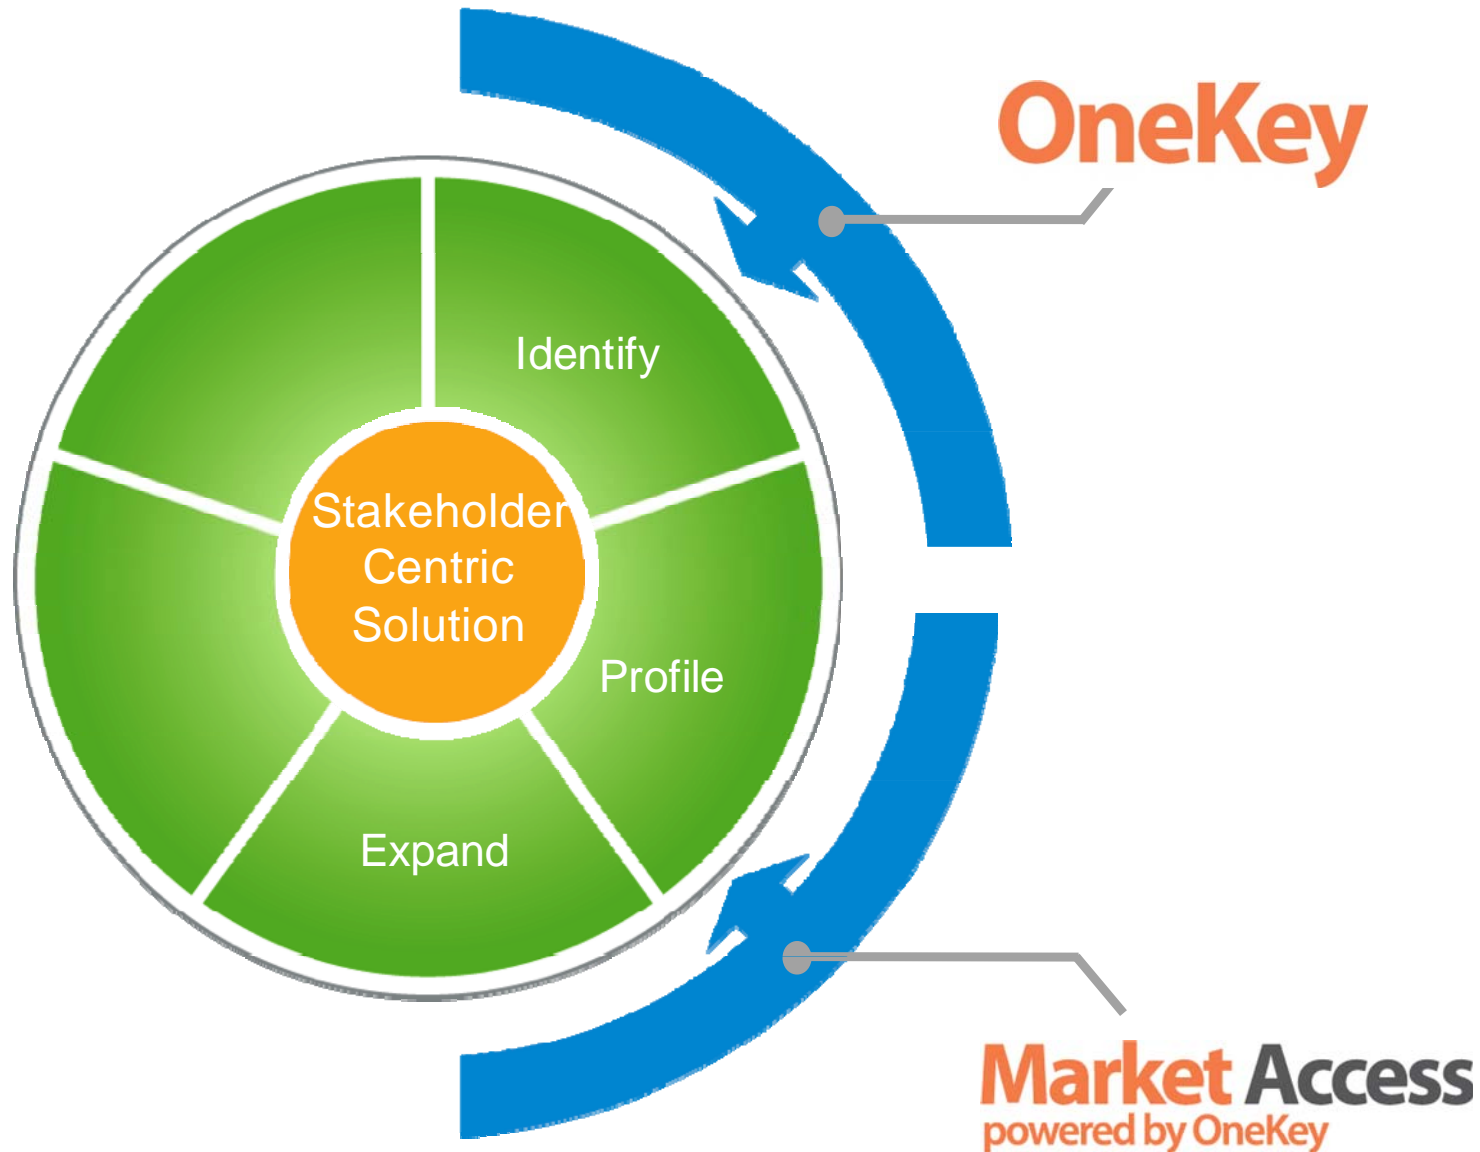 OneKey
Identify
Stakeholder
Centric
Solution
Profile
Expand
Market Access
powered by OneKey